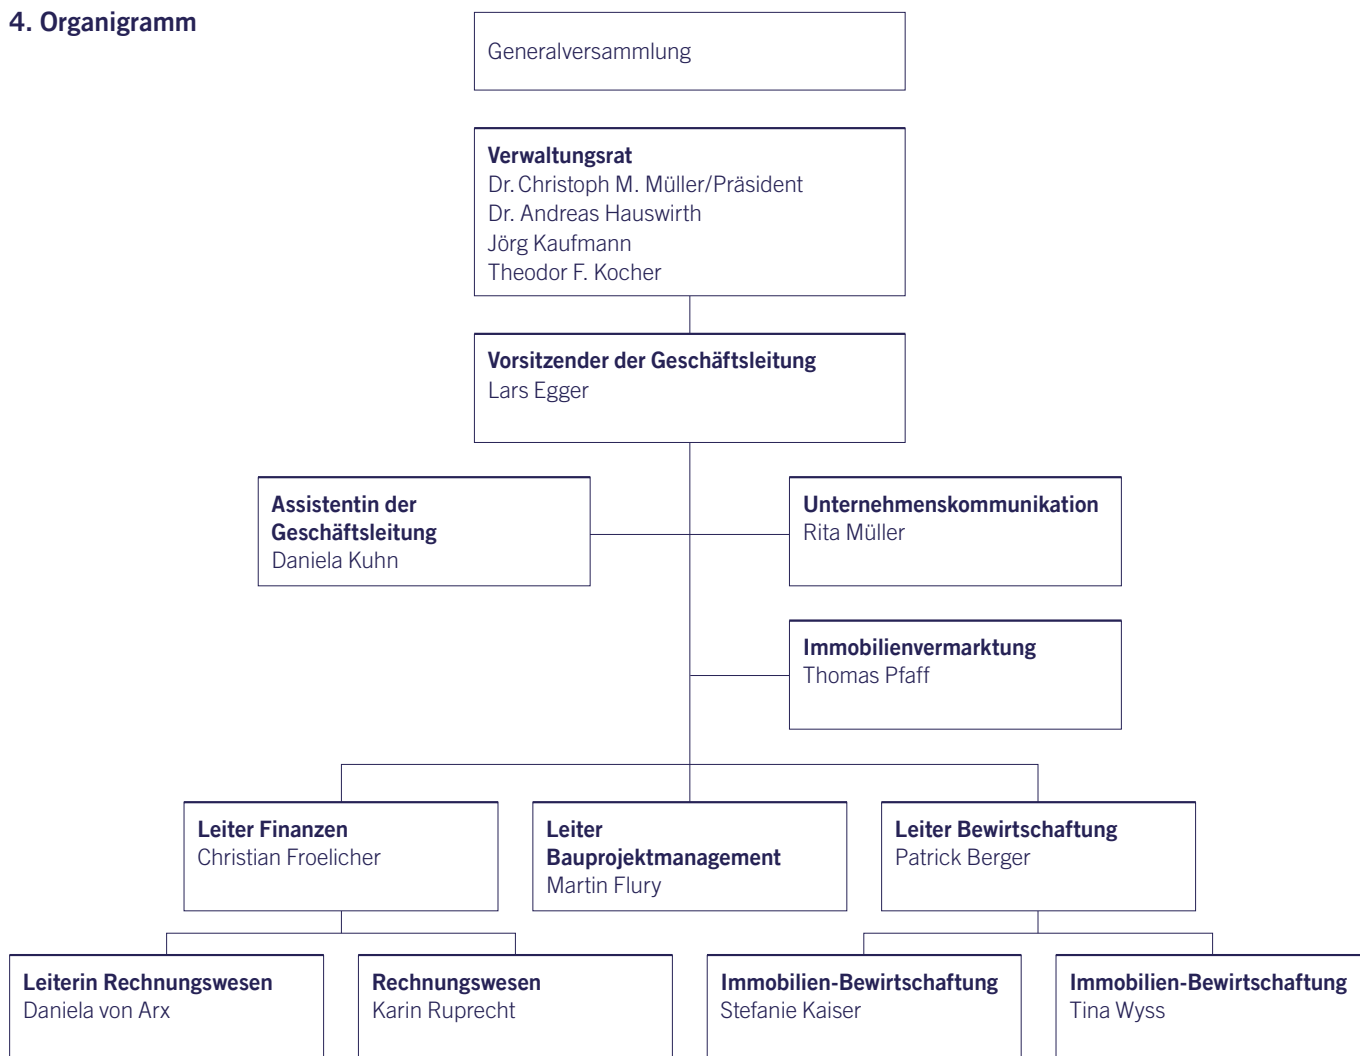 4. Organigramm
Generalversammlung
Verwaltungsrat
Dr. Christoph M. Müller/Präsident
Dr. Andreas Hauswirth
Jörg Kaufmann
Theodor F. Kocher
Vorsitzender der Geschäftsleitung
Lars Egger
Assistentin der
Geschäftsleitung
Daniela Kuhn
Unternehmenskommunikation
Rita Müller
Immobilienvermarktung
Thomas Pfaff
Leiter Finanzen
Christian Froelicher
Leiter
Bauprojektmanagement
Martin Flury
Leiter Bewirtschaftung
Patrick Berger
Leiterin Rechnungswesen
Daniela von Arx
Rechnungswesen
Karin Ruprecht
Immobilien-Bewirtschaftung
Stefanie Kaiser
Immobilien-Bewirtschaftung
Tina Wyss